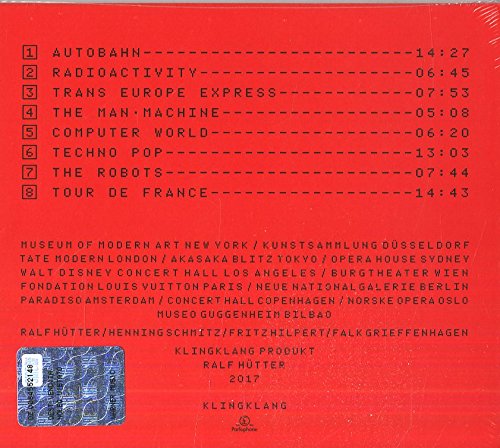 1 AUTOBAHN---------------------------14:27
2 RADIOACTIVITY----------------------06:45
3 TRANS EUROPE EXPRESS---------------07:53
4 THE MAN·MACHINE--------------------05:08
5 COMPUTER WORLD---------------------06:20
6 TECHNO POP-------------------------13:03
7 THE ROBOTS-------------------------07:44
8 TOUR DE FRANCE---------------------14:43
MUSEUM OF MODERN ART NEW YORK / KUNSTSAMMLUNG DÜSSELDORF
TATE MODERN LONDON / AKASAKA BLITZ TOKYO / OPERA HOUSE SYDNEY
WALT DISNEY CONCERT HALL LOS ANGELES / BURGTHEATER WIEN
FONDATION LOUIS VUITTON PARIS / NEUE NATIONALGALERIE BERLIN
PARADISO AMSTERDAM / CONCERT HALL COPENHAGEN / NORSKE OPERA OSLO
MUSEO GUGGENHEIM BILBAO
RALF HÜTTER / HENNING SCHMITZ / FRITZ HILPERT / FALK GRIEFFENHAGEN
KLINGKLANG PRODUKT
RALF HÜTTER
2017
KLINGKLANG
Parlophone